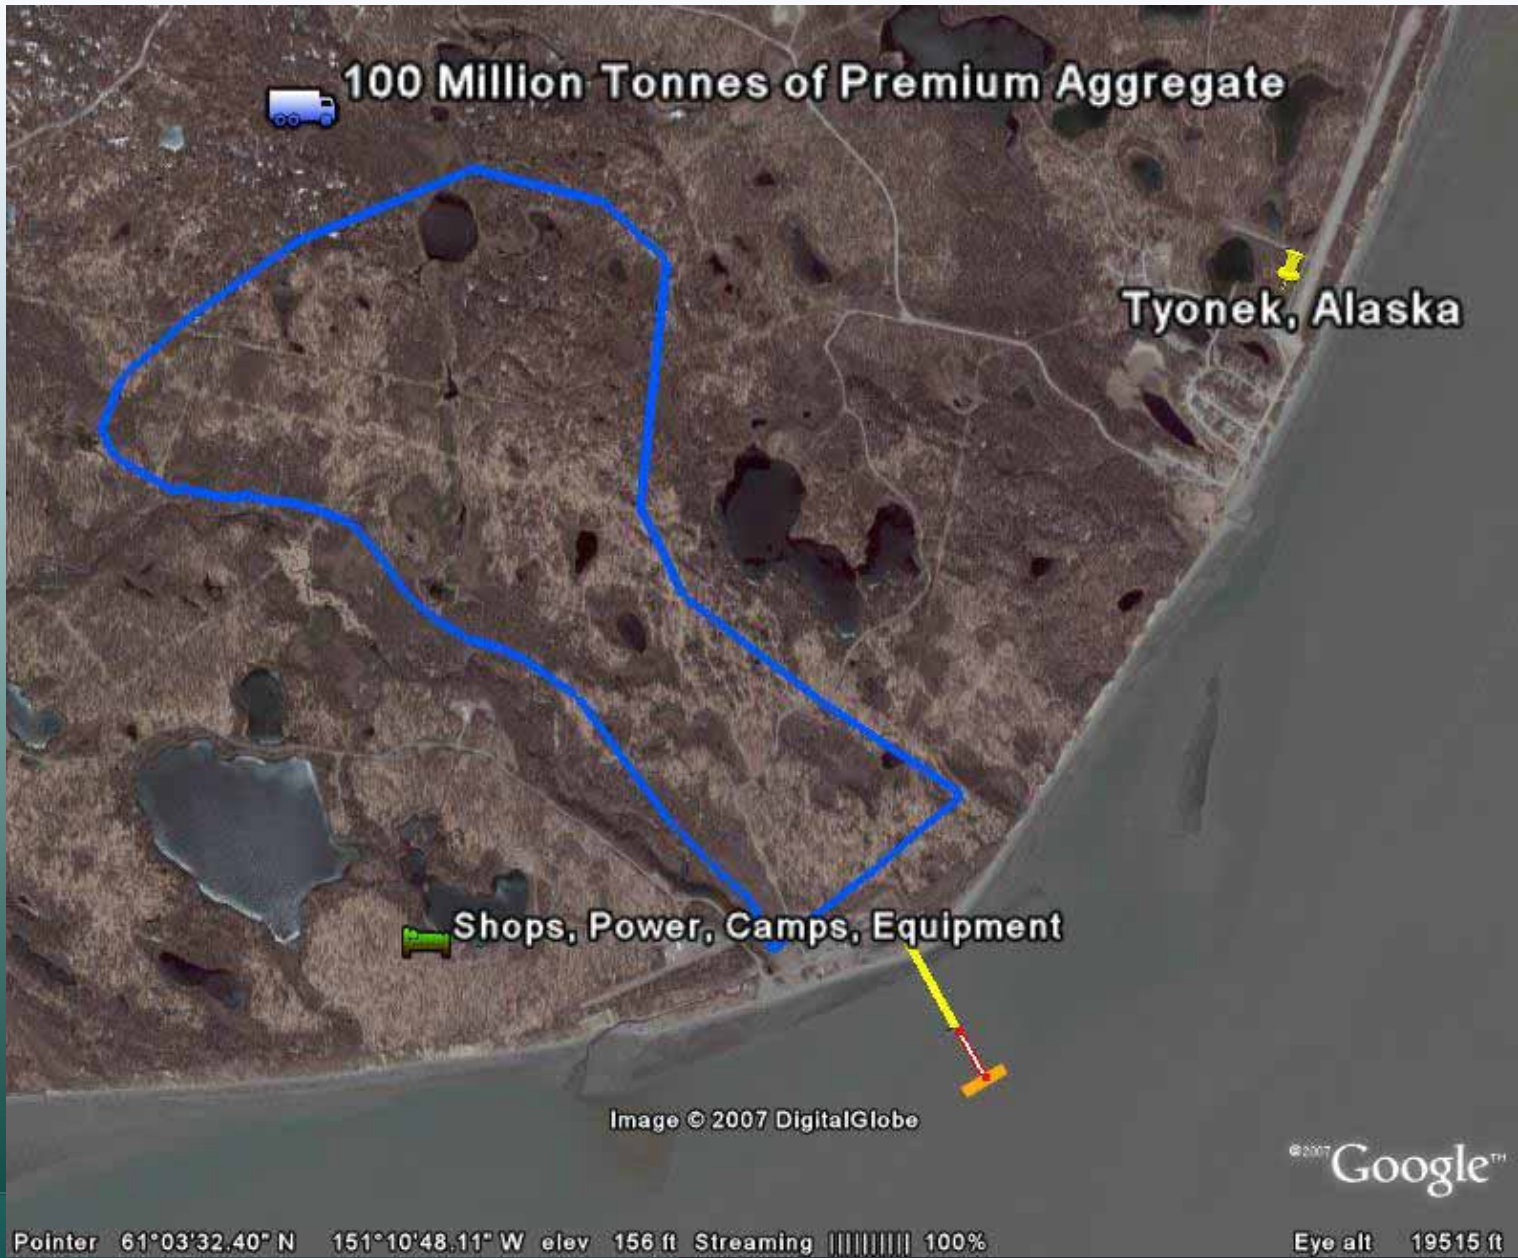 100 Million Tonnes of Premium Aggregate
Tyonek, Alaska
Shops, Power, Camps, Equipment
Image © 2007 DigitalGlobe
©2007 Google™
Pointer 61°03'32.40" N 151°10'48.11" W elev 156 ft Streaming |||||||||| 100% Eye alt 19515 ft